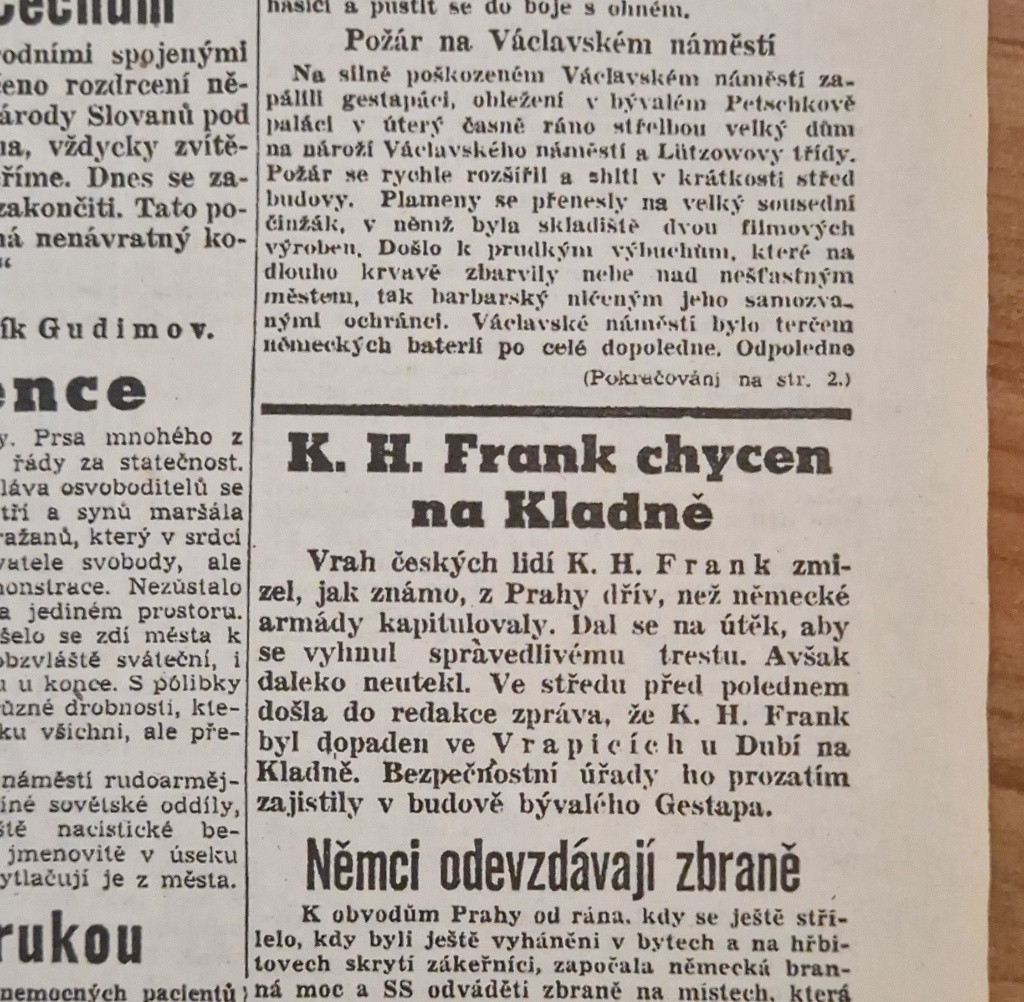 čechům
rodními spojenými
čeno rozdrcení ně-
národy Slovanů pod
na, vždycky zvítě-
říme. Dnes se za-
zakončiti. Tato po-
ná nenávratný ko-
“
ík Gudimov.
ence
y. Prsa mnohého z
řády za statečnost.
láva osvoboditelů se
tří a synů maršála
ražanů, který v srdci
vatele svobody, ale
monstrace. Nezůstalo
a jediném prostoru.
šelo se zdí města k
obzvláště sváteční, i
u u konce. S pólibky
různé drobnosti, kte-
ku všichni, ale pře-
náměstí rudoarměj-
iné sovětské oddíly,
ště nacistické be-
jmenovitě v úseku
ytlačují je z města.
rukou
nemocných pacientů
hasiči a pustit se do boje s ohněm.
Požár na Václavském náměstí
Na silně poškozeném Václavském náměstí za-
pálili gestapáci, obležení v bývalém Petschkově
paláci v úterý časně ráno střelbou velký dům
na nároží Václavského náměstí a Lützowovy třídy.
Požár se rychle rozšířil a shltl v krátkosti střed
budovy. Plameny se přenesly na velký sousední
činžák, v němž byla skladiště dvou filmových
výroben. Došlo k prudkým výbuchům, které na
dlouho krvavě zbarvily nebe nad nešťastným
městem, tak barbarský ničeným jeho samozva-
nými ochránci. Václavské náměstí bylo terčem
německých baterií po celé dopoledne. Odpoledne
(Pokračování na str. 2.)
K. H. Frank chycen
na Kladně
Vrah českých lidí K. H. Frank zmi-
zel, jak známo, z Prahy dřív, než německé
armády kapitulovaly. Dal se na útěk, aby
se vyhnul správedlivému trestu. Avšak
daleko neutekl. Ve středu před polednem
došla do redakce zpráva, že K. H. Frank
byl dopaden ve Vrapicích u Dubí na
Kladně. Bezpečnostní úřady ho prozatím
zajistily v budově bývalého Gestapa.
Němci odevzdávají zbraně
K obvodům Prahy od rána, kdy se ještě stří-
lelo, kdy byli ještě vyháněni v bytech a na hřbi-
tovech skrytí zákeřníci, započala německá bran-
ná moc a SS odváděti zbraně na místech, která